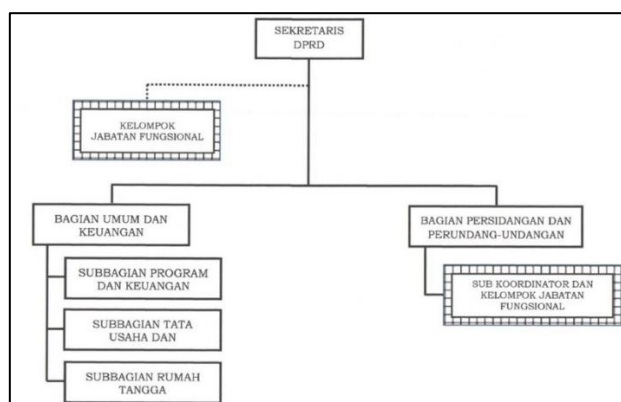 SEKRETARIS
DPRD
KELOMPOK
JABATAN FUNGSIONAL
BAGIAN UMUM DAN
KEUANGAN
BAGIAN PERSIDANGAN DAN
PERUNDANG-UNDANGAN
SUBBAGIAN PROGRAM
DAN KEUANGAN
SUB KOORDINATOR DAN
KELOMPOK JABATAN
FUNGSIONAL
SUBBAGIAN TATA
USAHA DAN
SUBBAGIAN RUMAH
TANGGA